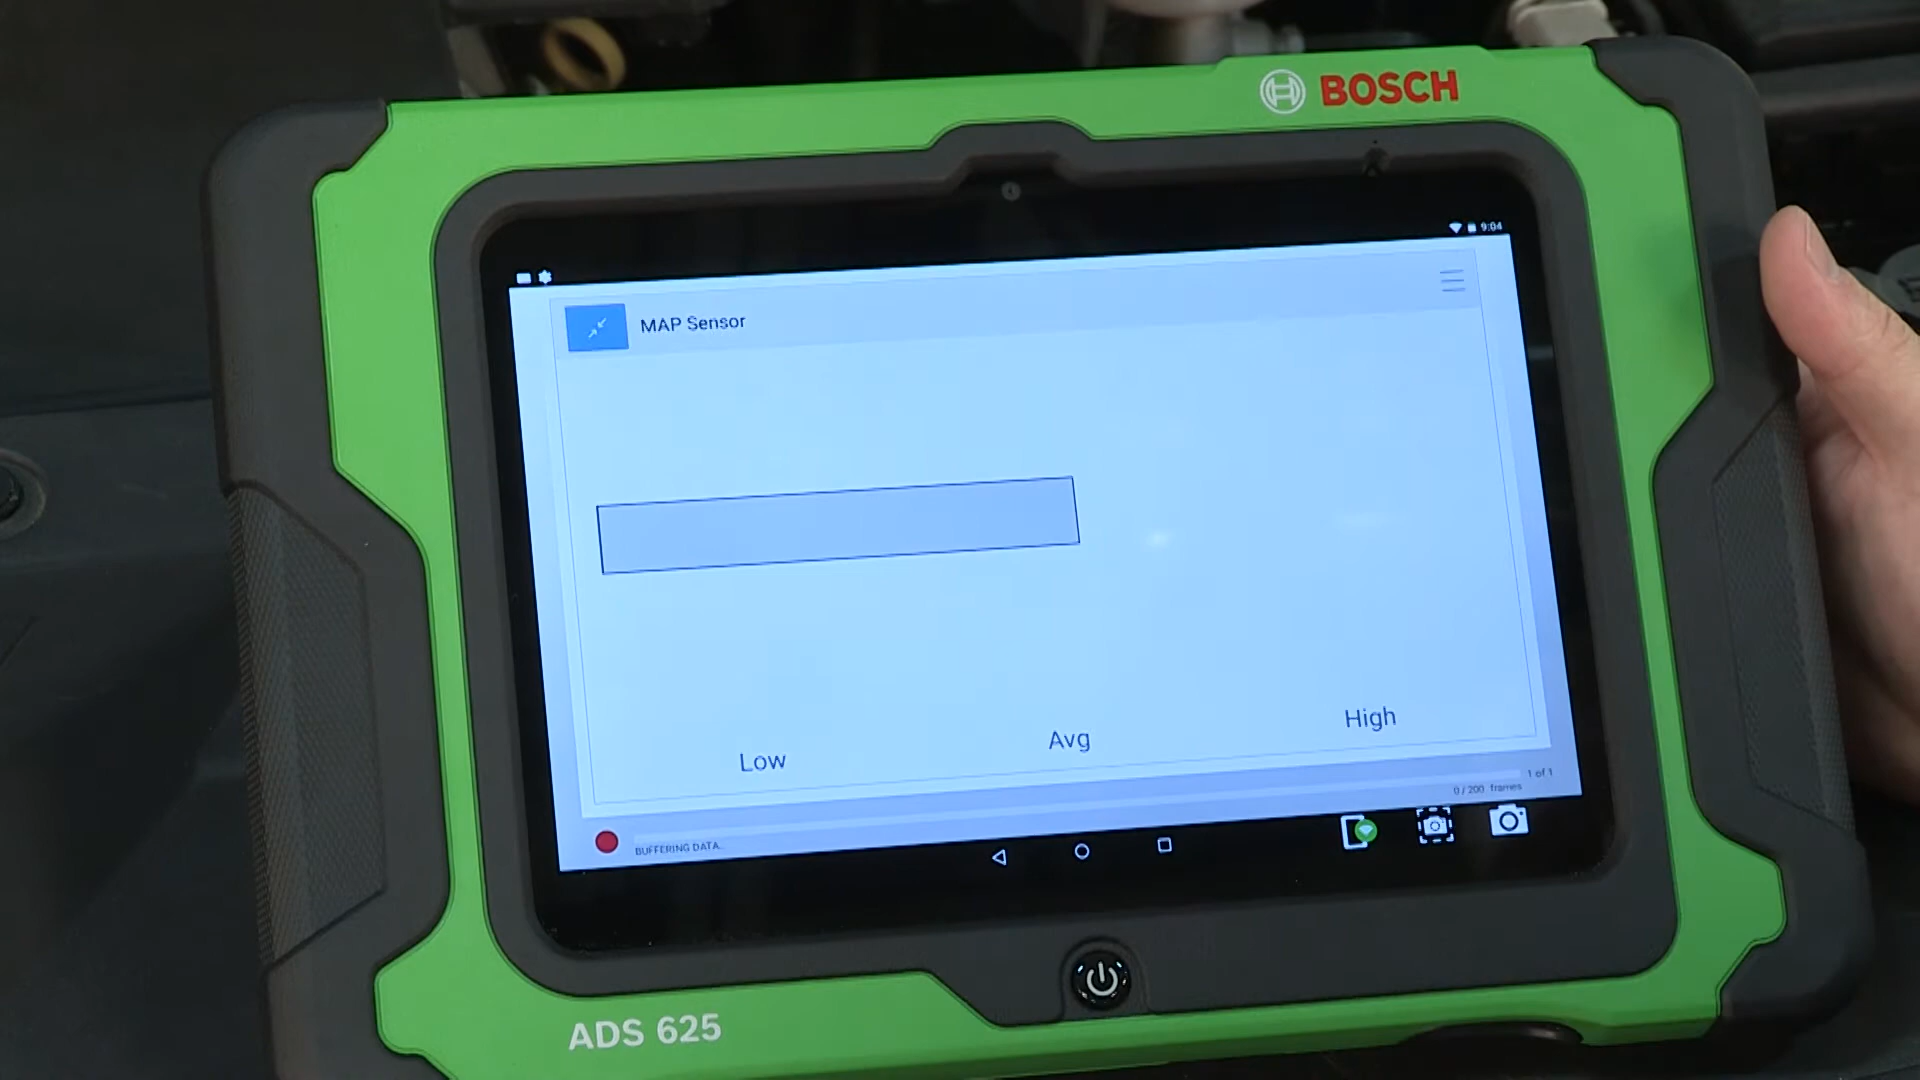 BOSCH
9:04
MAP Sensor
Low
Avg
High
1 of 1
0 / 200 frames
BUFFERING DATA..
ADS 625